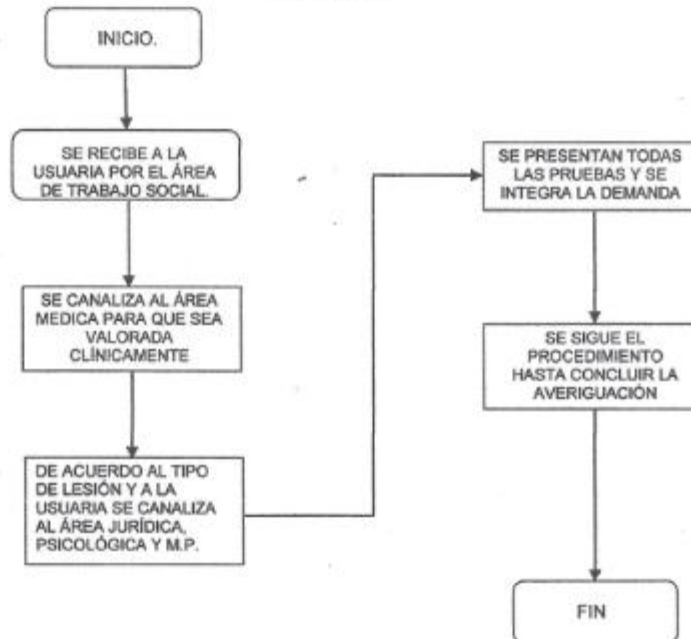 INICIO.
SE RECIBE A LA
USUARIA POR EL ÁREA
DE TRABAJO SOCIAL.
SE CANALIZA AL ÁREA
MEDICA PARA QUE SEA
VALORADA
CLÍNICAMENTE
DE ACUERDO AL TIPO
DE LESIÓN Y A LA
USUARIA SE CANALIZA
AL ÁREA JURÍDICA,
PSICOLÓGICA Y M.P.
SE PRESENTAN TODAS
LAS PRUEBAS Y SE
INTEGRA LA DEMANDA
SE SIGUE EL
PROCEDIMIENTO
HASTA CONCLUIR LA
AVERIGUACIÓN
FIN